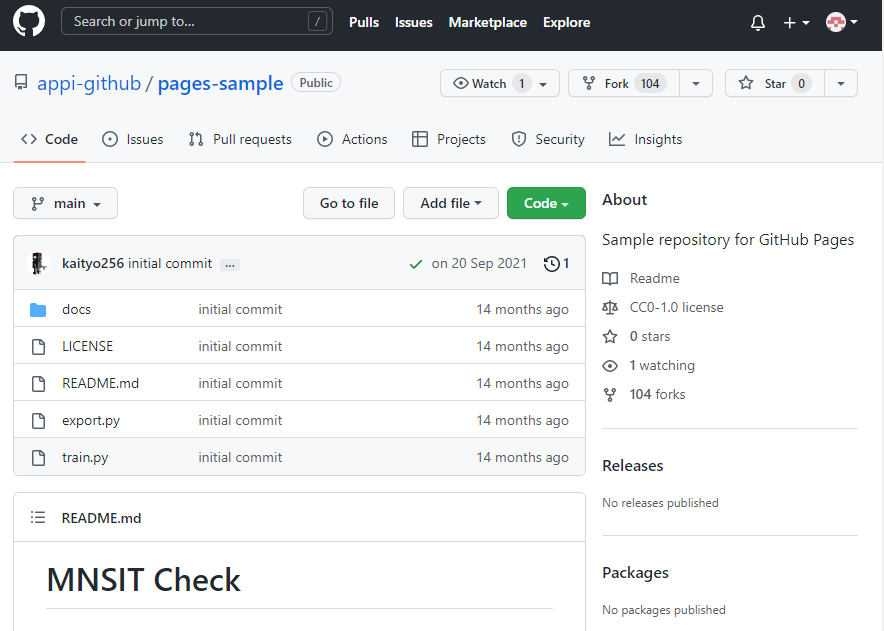 Search or jump to... /
Pulls Issues Marketplace Explore
appi-github / pages-sample Public
Watch 1 Fork 104 Star 0
Code Issues Pull requests Actions Projects Security Insights
main Go to file Add file Code
kaityo256 initial commit ... on 20 Sep 2021 1
docs initial commit 14 months ago
LICENSE initial commit 14 months ago
README.md initial commit 14 months ago
export.py initial commit 14 months ago
train.py initial commit 14 months ago
README.md
MNSIT Check
About
Sample repository for GitHub Pages
Readme
CC0-1.0 license
0 stars
1 watching
104 forks
Releases
No releases published
Packages
No packages published